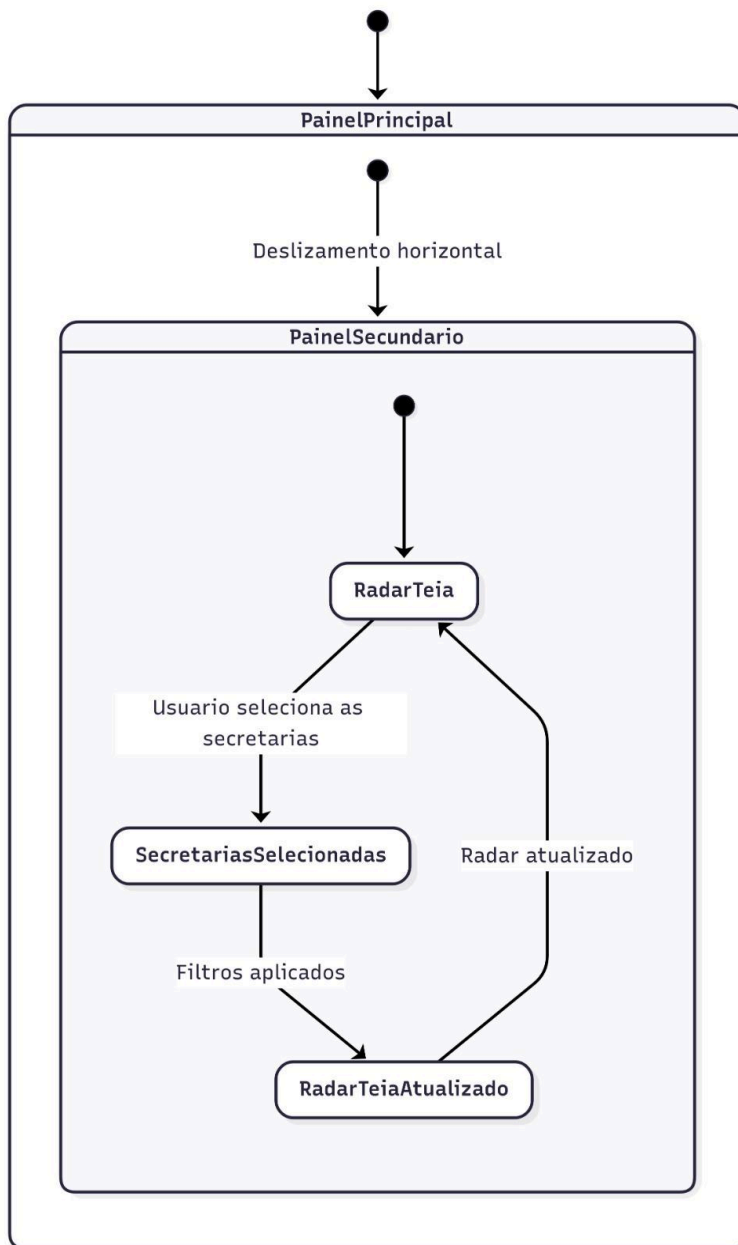 PainelPrincipal
Deslizamento horizontal
PainelSecundario
RadarTeia
Usuario seleciona as
secretarias
SecretariasSelecionadas
Radar atualizado
Filtros aplicados
RadarTeiaAtualizado